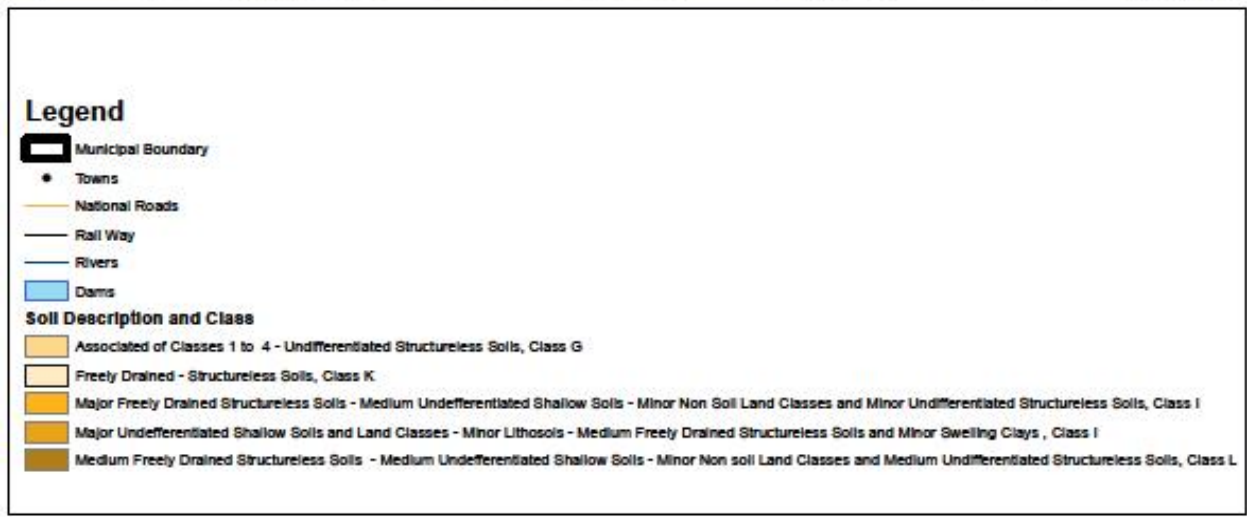 Legend
Municipal Boundary
Towns
National Roads
Rail Way
Rivers
Dams
Soil Description and Class
Associated of Classes 1 to 4 - Undifferentiated Structureless Soils, Class G
Freely Drained - Structureless Soils, Class K
Major Freely Drained Structureless Soils - Medium Undefferentiated Shallow Soils - Minor Non Soil Land Classes and Minor Undifferentiated Structureless Soils, Class I
Major Undefferentiated Shallow Soils and Land Classes - Minor Lithosols - Medium Freely Drained Structureless Soils and Minor Swelling Clays , Class I
Medium Freely Drained Structureless Soils - Medium Undefferentiated Shallow Soils - Minor Non soil Land Classes and Medium Undifferentiated Structureless Soils, Class L